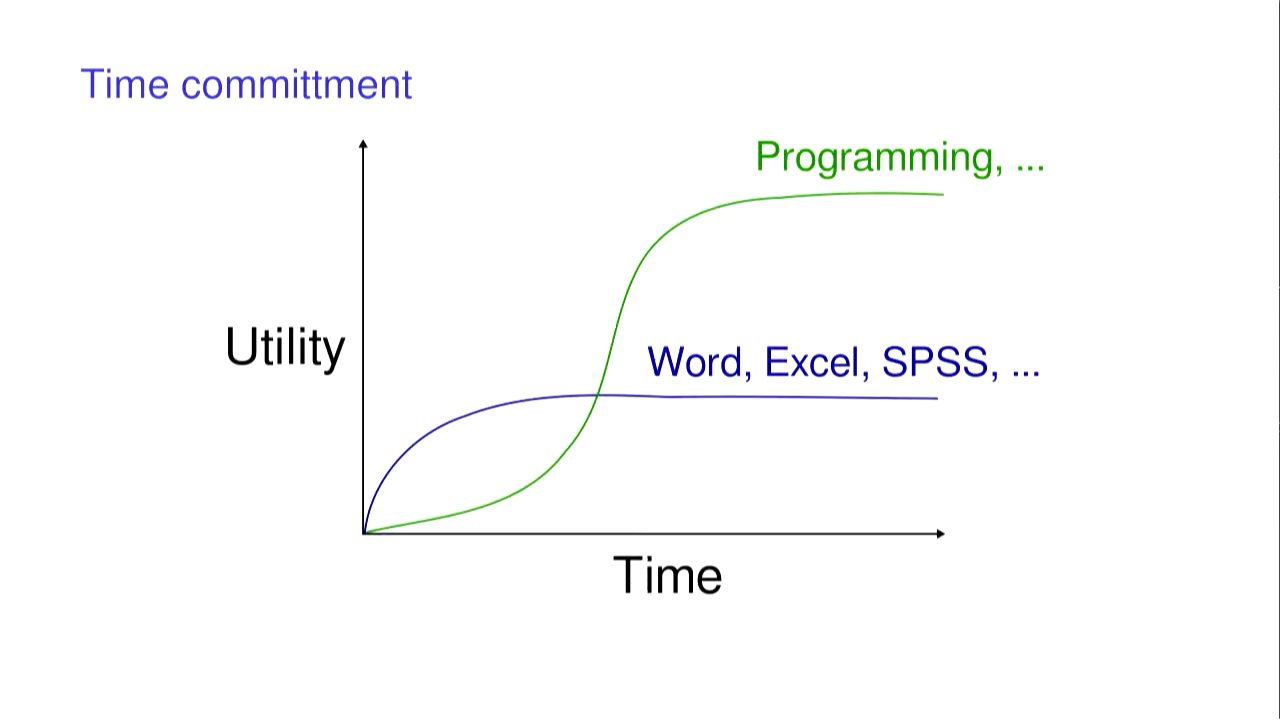 Time committment
Programming, ...
Utility
Word, Excel, SPSS, ...
Time